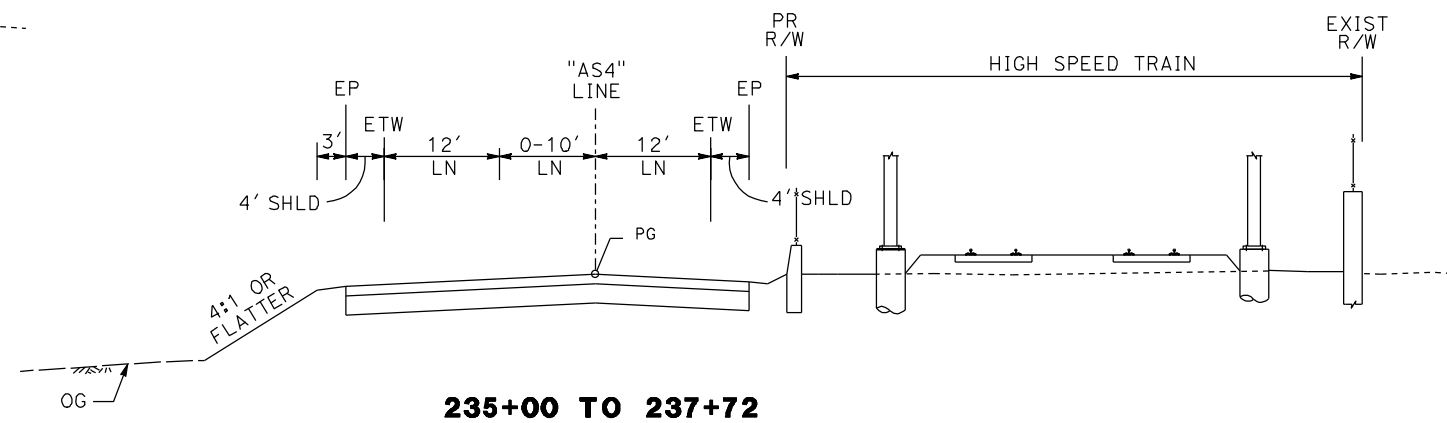 PR
R/W
EXIST
R/W
HIGH SPEED TRAIN
"AS4"
LINE
EP
EP
ETW
ETW
3'
12'
LN
0-10'
LN
12'
LN
4' SHLD
4' SHLD
PG
4:1 OR
FLATTER
OG
235+00 TO 237+72